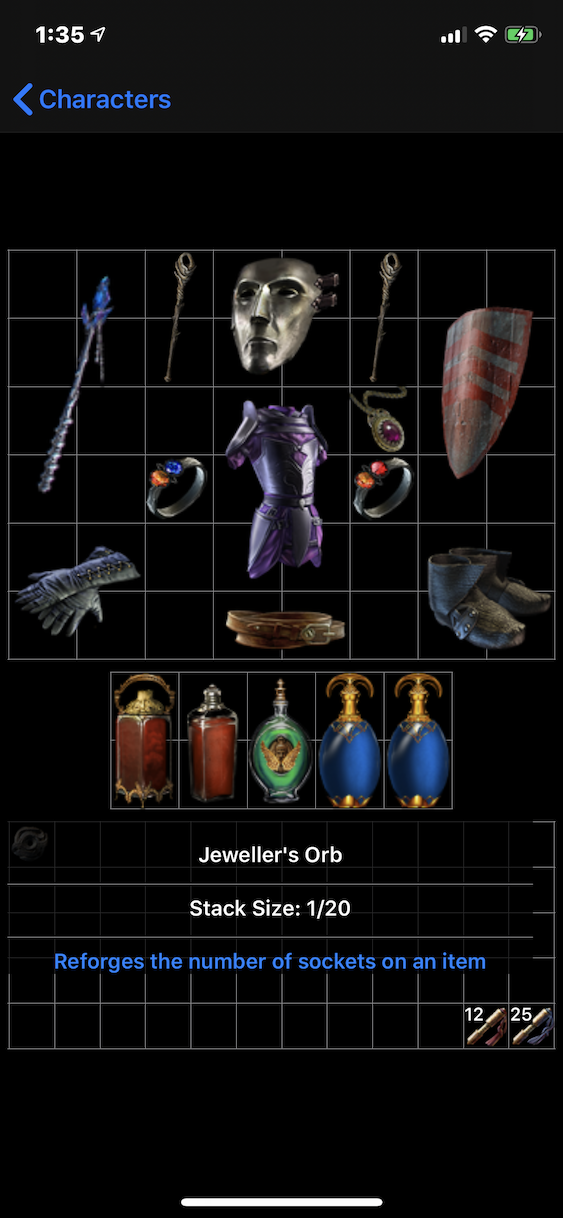 1:35
Characters
Jeweller's Orb
Stack Size: 1/20
Reforges the number of sockets on an item
12 25